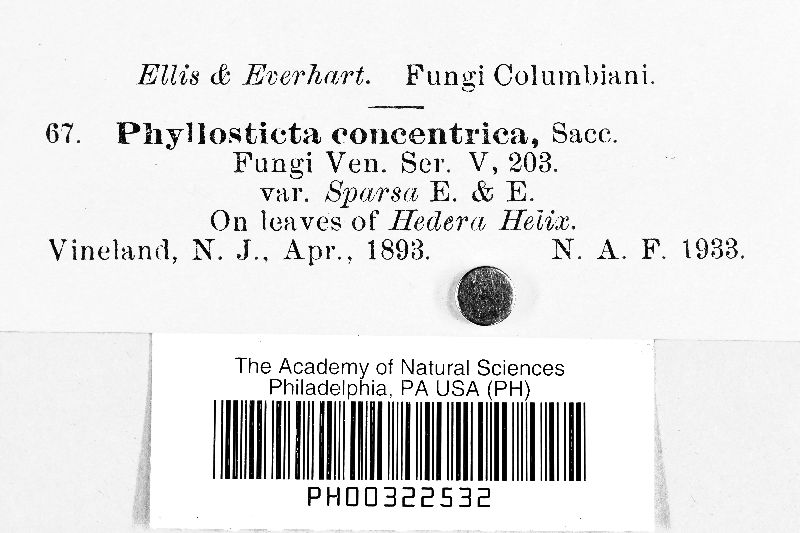 Ellis & Everhart. Fungi Columbiani.
67. Phyllosticta concentrica, Sacc.
Fungi Ven. Ser. V, 203.
var. Sparsa E. & E.
On leaves of Hedera Helix.
Vineland, N. J., Apr., 1893. N. A. F. 1933.
The Academy of Natural Sciences
Philadelphia, PA USA (PH)
PH00322532